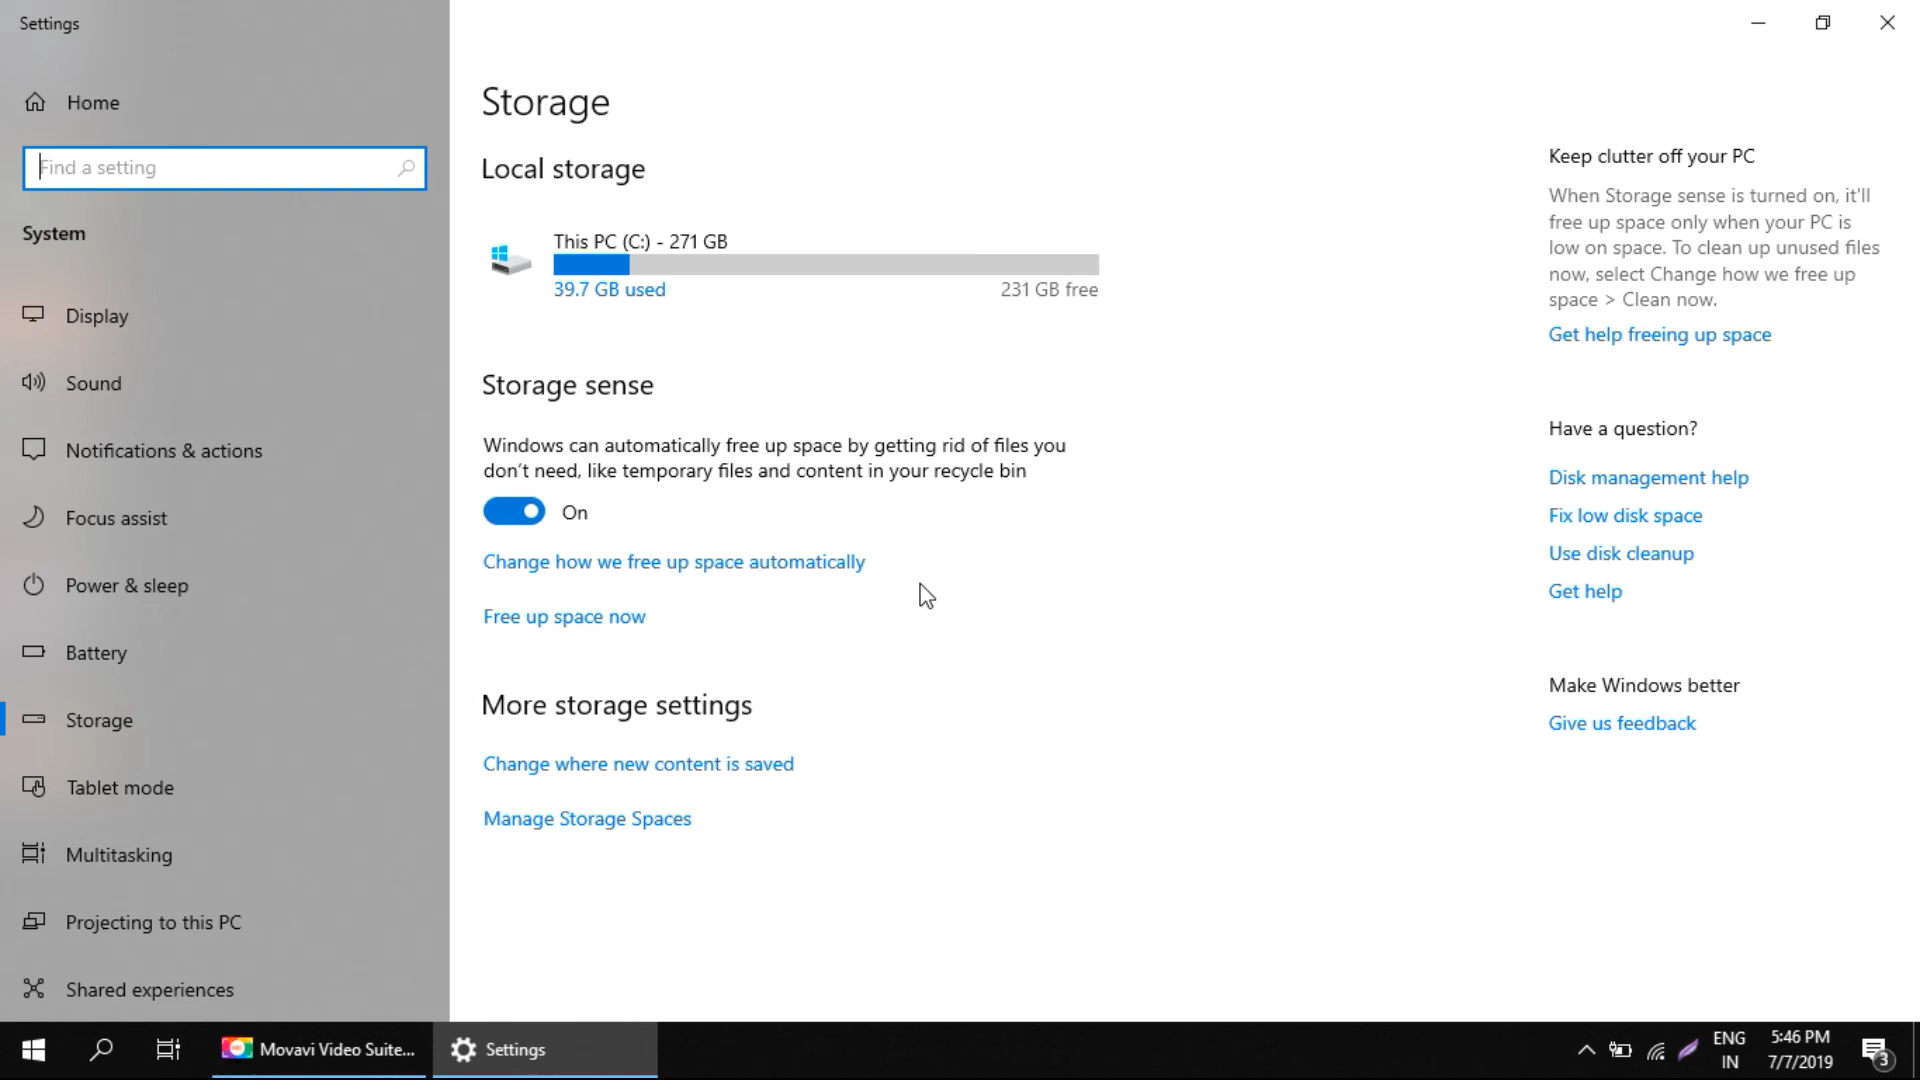 Settings
Home
Find a setting
System
Display
Sound
Notifications & actions
Focus assist
Power & sleep
Battery
Storage
Tablet mode
Multitasking
Projecting to this PC
Shared experiences
Storage
Local storage
This PC (C:) - 271 GB
39.7 GB used
231 GB free
Storage sense
Windows can automatically free up space by getting rid of files you
don't need, like temporary files and content in your recycle bin
On
Change how we free up space automatically
Free up space now
More storage settings
Change where new content is saved
Manage Storage Spaces
Keep clutter off your PC
When Storage sense is turned on, it'll
free up space only when your PC is
low on space. To clean up unused files
now, select Change how we free up
space > Clean now.
Get help freeing up space
Have a question?
Disk management help
Fix low disk space
Use disk cleanup
Get help
Make Windows better
Give us feedback
Movavi Video Suite...
Settings
ENG
IN
5:46 PM
7/7/2019
3